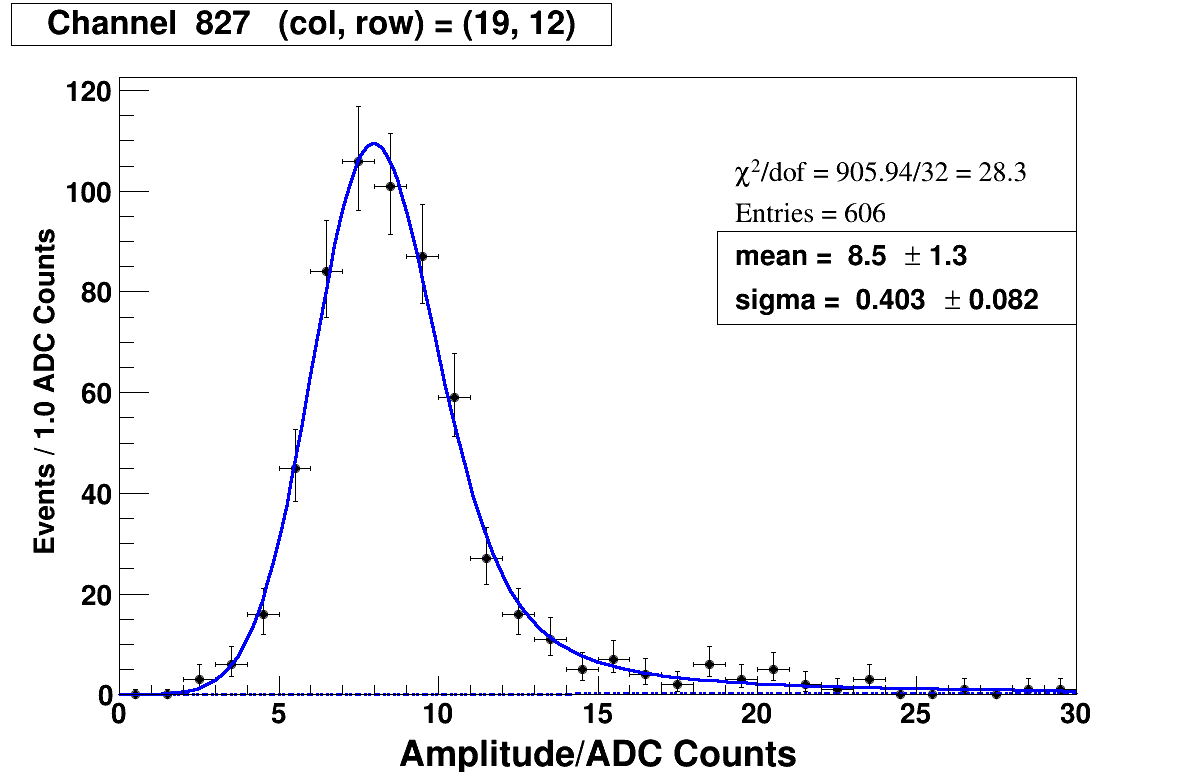 Channel 827 (col, row) = (19, 12)
120
100
80
60
40
20
0
Events / 1.0 ADC Counts
χ²/dof = 905.94/32 = 28.3
Entries = 606
mean = 8.5 ± 1.3
sigma = 0.403 ± 0.082
0 5 10 15 20 25 30
Amplitude/ADC Counts